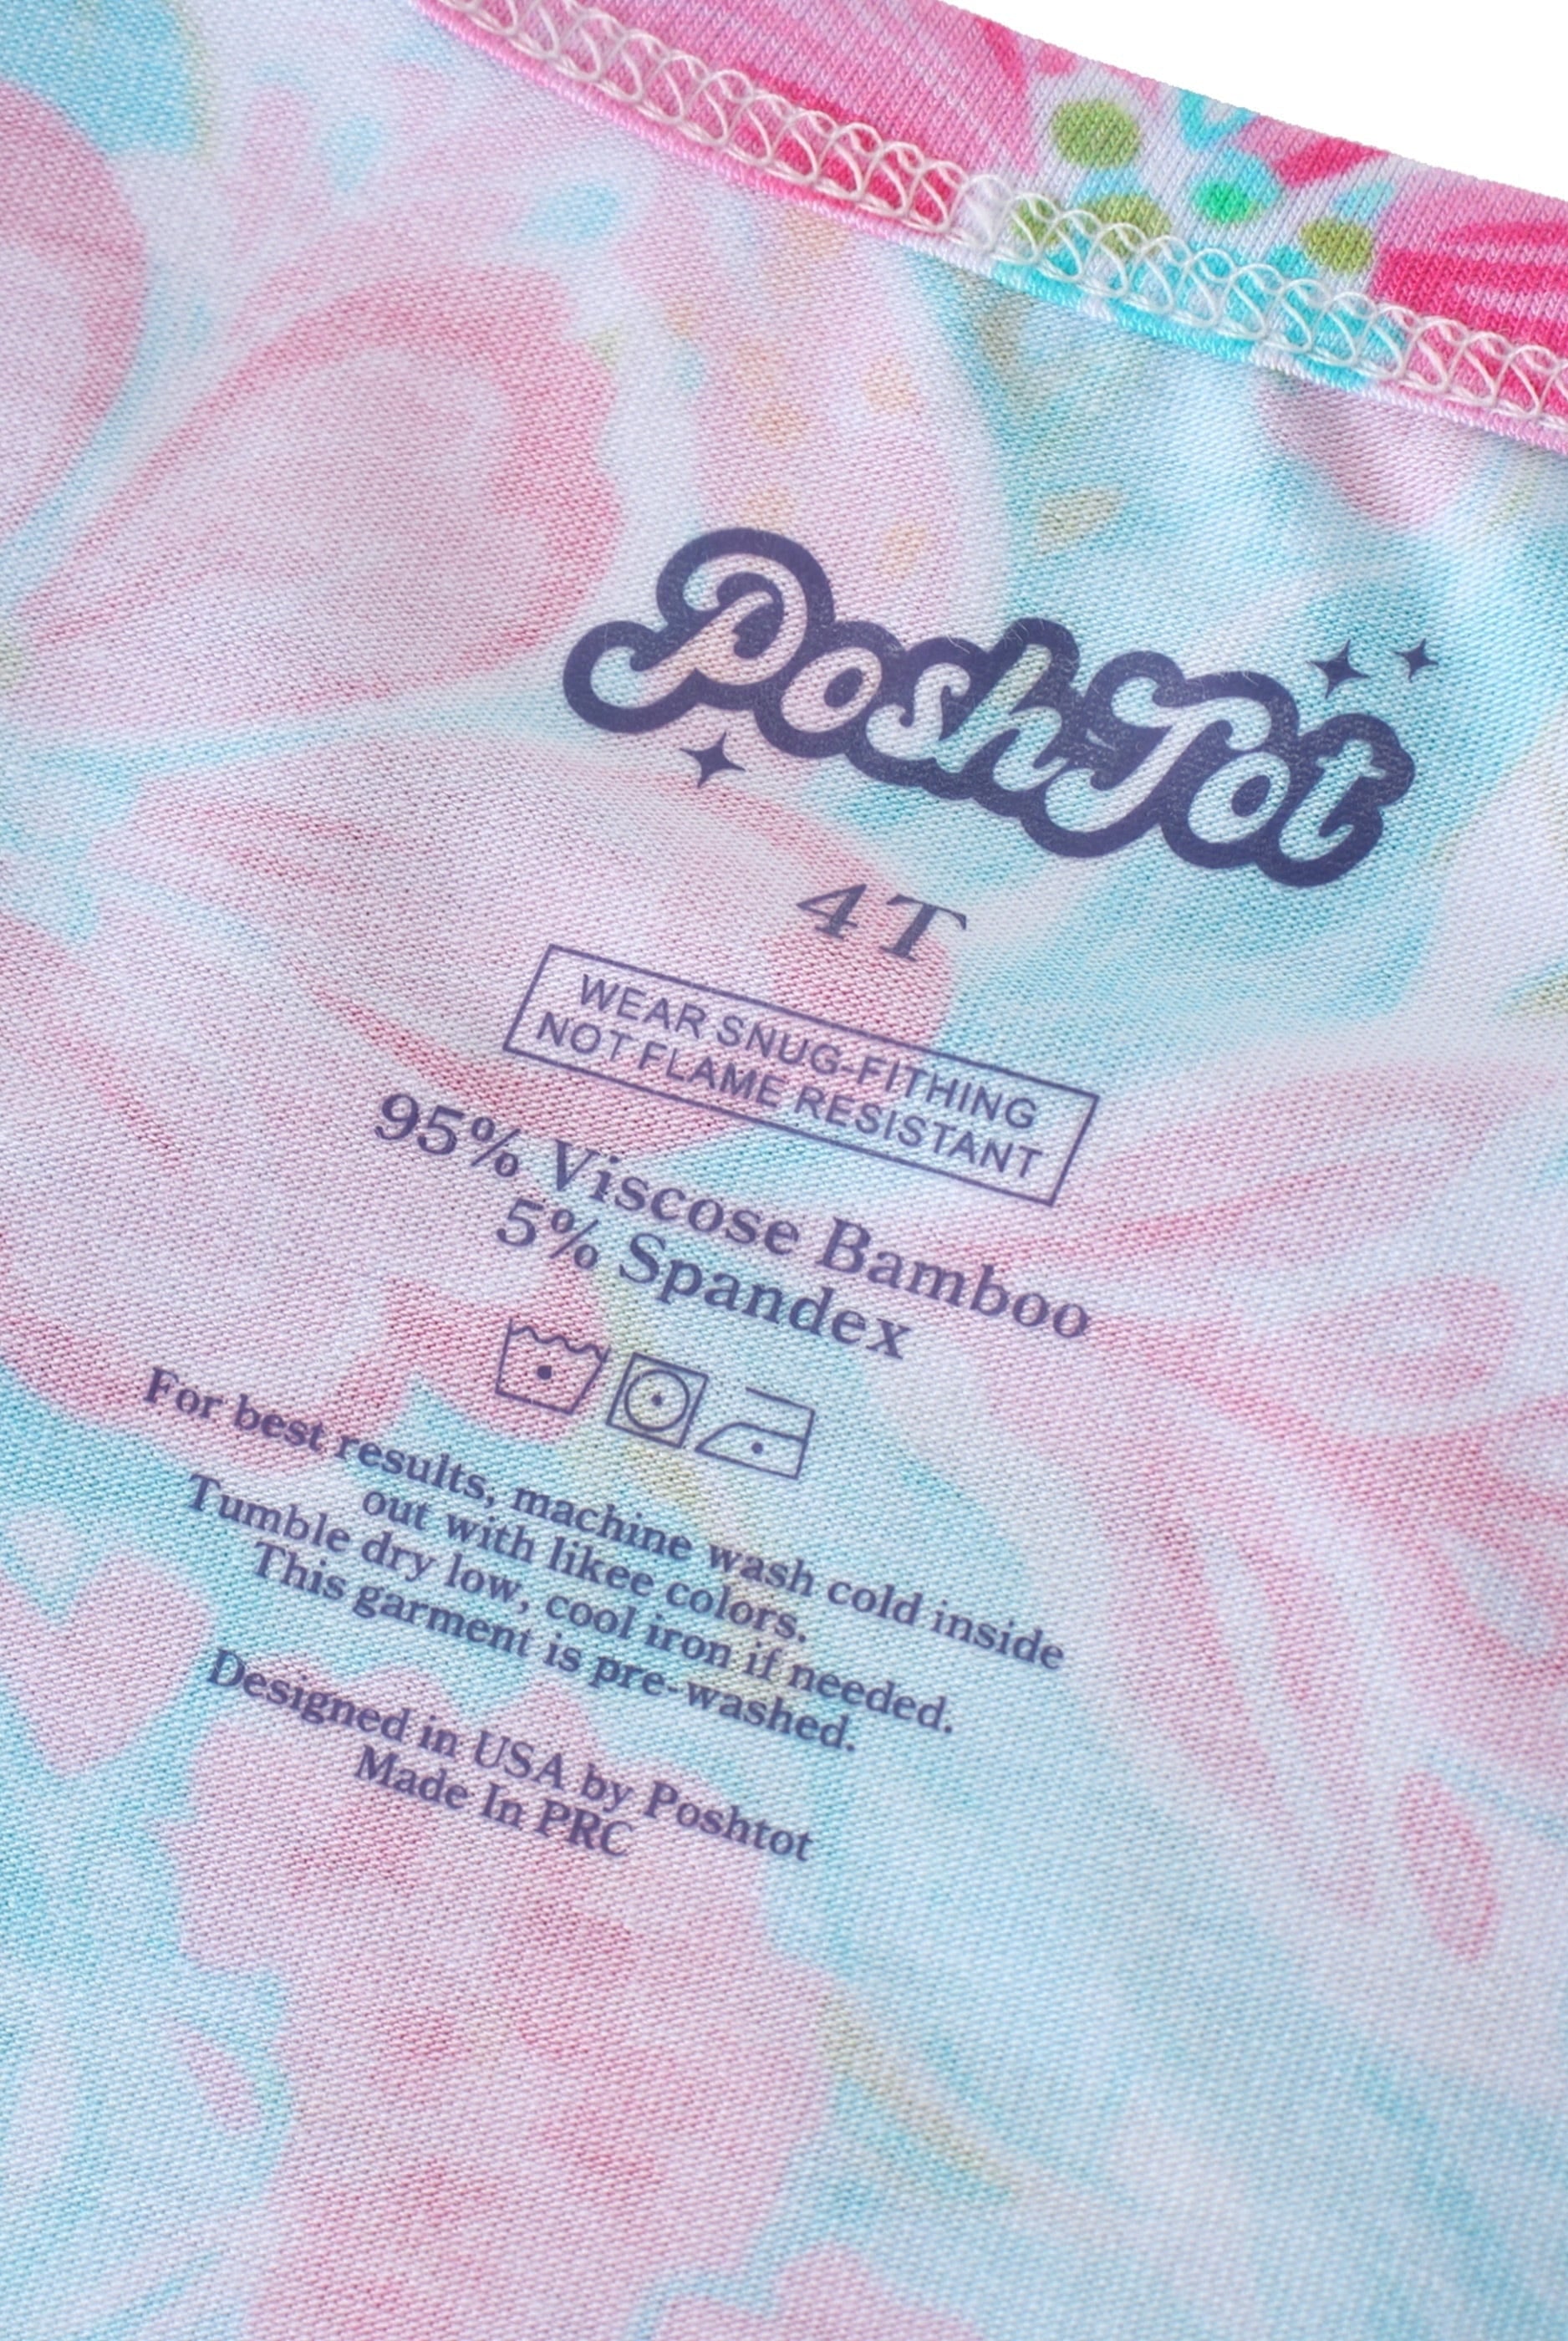 PoshTot
4T
WEAR SNUG-FITHING
NOT FLAME RESISTANT
95% Viscose Bamboo
5% Spandex
For best results, machine wash cold inside
out with likee colors.
Tumble dry low, cool iron if needed.
This garment is pre-washed.
Designed in USA by Poshtot
Made In PRC